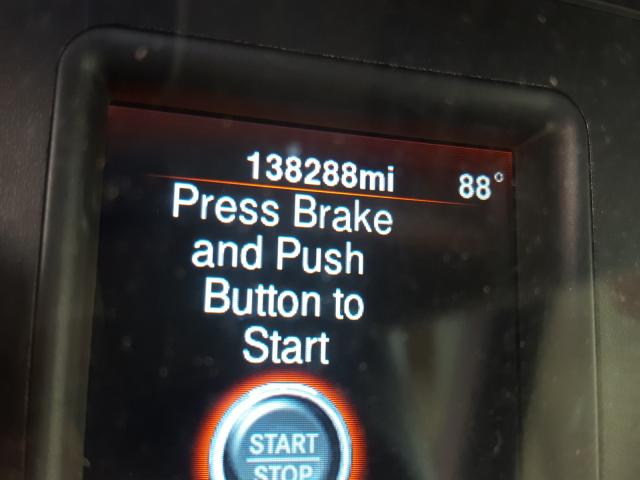 138288mi 88°
Press Brake
and Push
Button to
Start
START
STOP